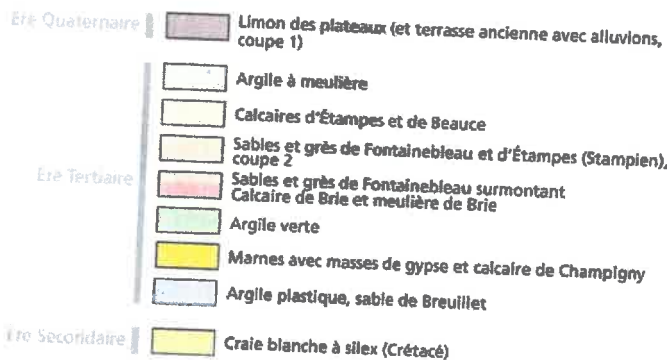 Ère Quaternaire
Limon des plateaux (et terrasse ancienne avec alluvions,
coupe 1)
Argile à meulière
Calcaires d'Étampes et de Beauce
Sables et grès de Fontainebleau et d'Étampes (Stampien),
coupe 2
Ère Tertiaire
Sables et grès de Fontainebleau surmontant
Calcaire de Brie et meulière de Brie
Argile verte
Marnes avec masses de gypse et calcaire de Champigny
Argile plastique, sable de Breuillet
Ère Secondaire
Craie blanche à silex (Crétacé)